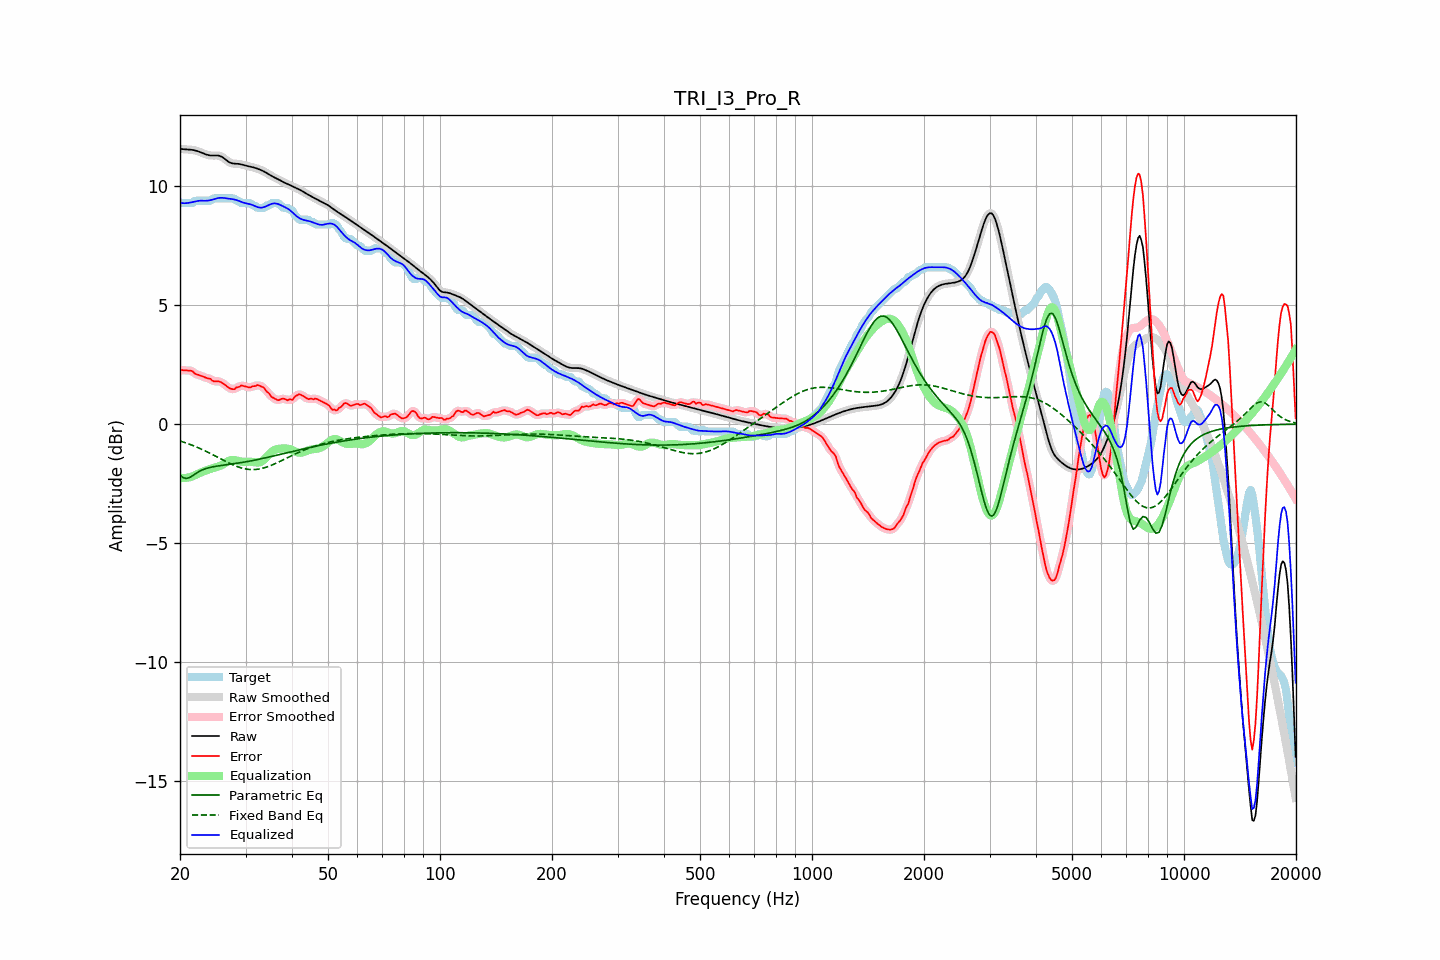 TRI_I3_Pro_R
Amplitude (dBr)
10
5
0
−5
−10
−15
Target
Raw Smoothed
Error Smoothed
Raw
Error
Equalization
Parametric Eq
Fixed Band Eq
Equalized
20 50 100 200 500 1000 2000 5000 10000 20000
Frequency (Hz)